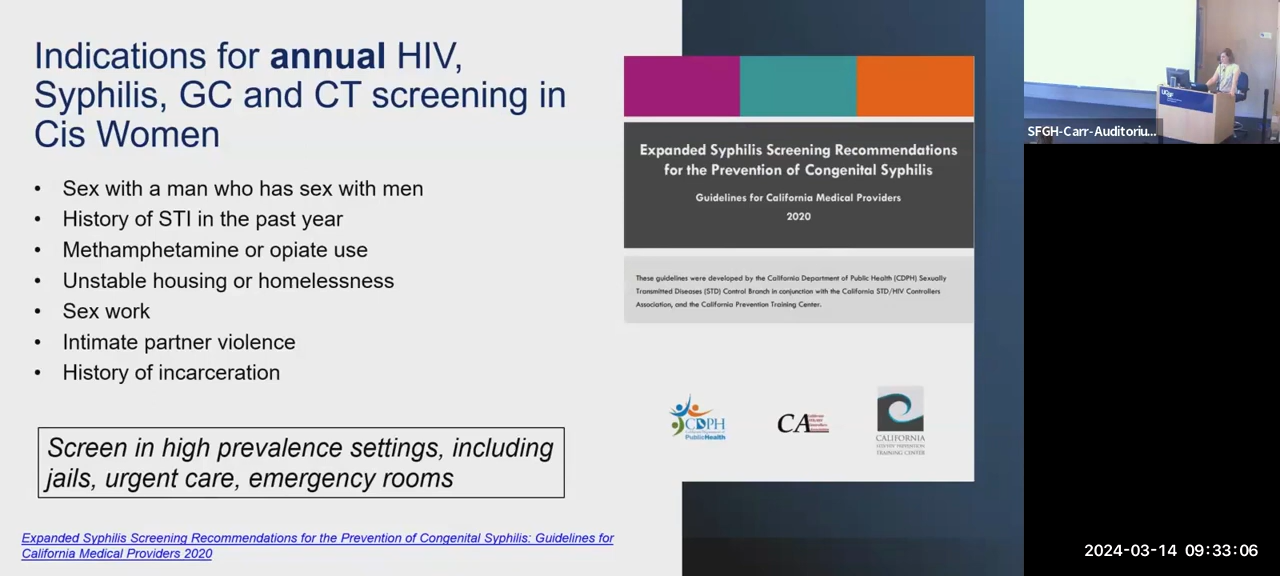 Indications for annual HIV,
Syphilis, GC and CT screening in
Cis Women
• Sex with a man who has sex with men
• History of STI in the past year
• Methamphetamine or opiate use
• Unstable housing or homelessness
• Sex work
• Intimate partner violence
• History of incarceration
Screen in high prevalence settings, including
jails, urgent care, emergency rooms
Expanded Syphilis Screening Recommendations for the Prevention of Congenital Syphilis: Guidelines for
California Medical Providers 2020
Expanded Syphilis Screening Recommendations
for the Prevention of Congenital Syphilis
Guidelines for California Medical Providers
2020
These guidelines were developed by the California Department of Public Health (CDPH) Sexually
Transmitted Diseases (STD) Control Branch in conjunction with the California STD/HIV Controllers
Association, and the California Prevention Training Center.
CDPH
PublicHealth
CA
CALIFORNIA
TRAINING CENTER
UCSF
SFGH-Carr-Auditoriu...
2024-03-14 09:33:06